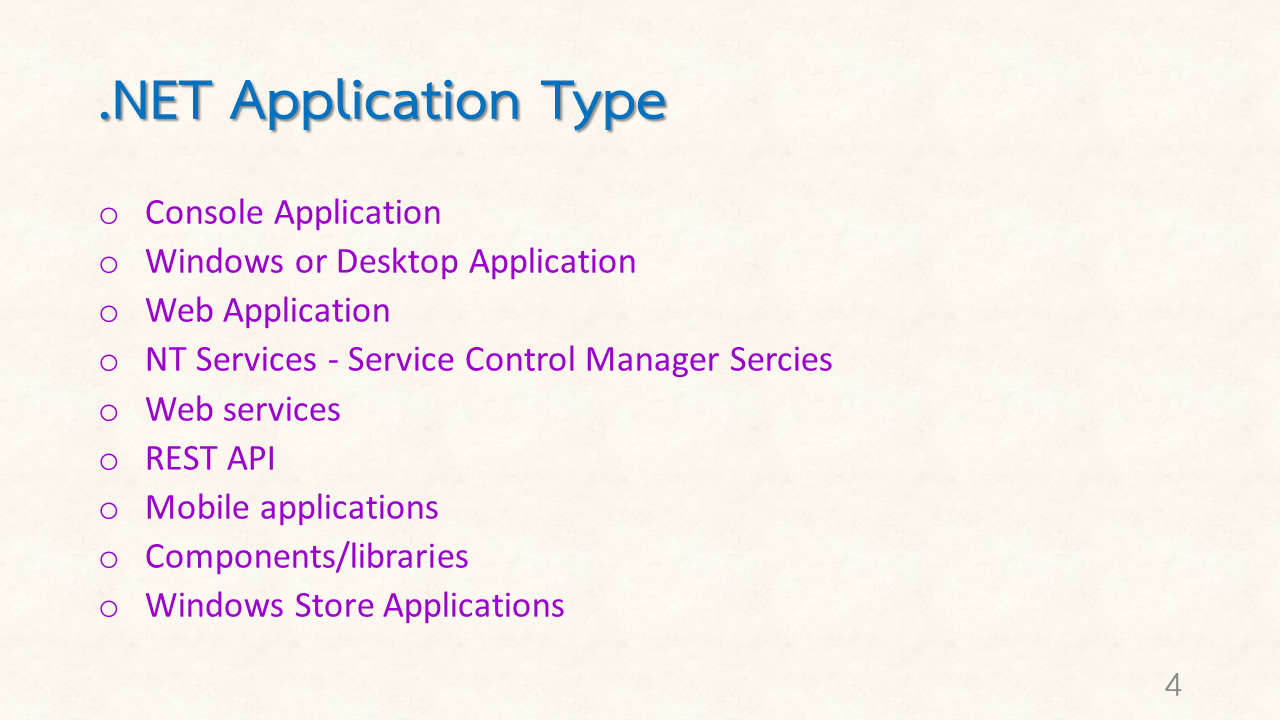 .NET Application Type
o Console Application
o Windows or Desktop Application
o Web Application
o NT Services - Service Control Manager Sercies
o Web services
o REST API
o Mobile applications
o Components/libraries
o Windows Store Applications
4